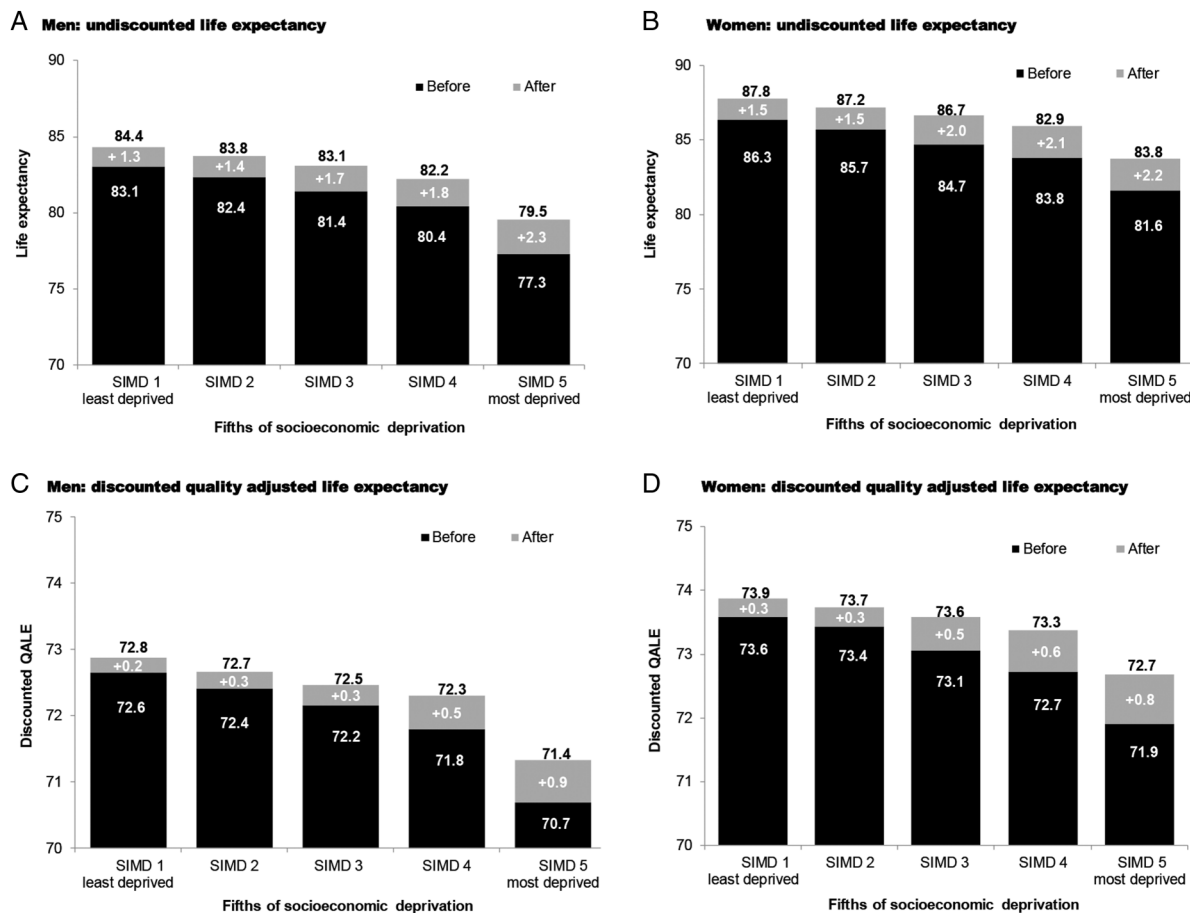 A Men: undiscounted life expectancy
Before After
Life expectancy
90
85
80
75
70
84.4 83.8 83.1 82.2 79.5
+ 1.3 +1.4 +1.7 +1.8 +2.3
83.1 82.4 81.4 80.4 77.3
SIMD 1 SIMD 2 SIMD 3 SIMD 4 SIMD 5
least deprived most deprived
Fifths of socioeconomic deprivation
B Women: undiscounted life expectancy
Before After
Life expectancy
90
85
80
75
70
87.8 87.2 86.7 82.9 83.8
+1.5 +1.5 +2.0 +2.1 +2.2
86.3 85.7 84.7 83.8 81.6
SIMD 1 SIMD 2 SIMD 3 SIMD 4 SIMD 5
least deprived most deprived
Fifths of socioeconomic deprivation
C Men: discounted quality adjusted life expectancy
Before After
Discounted QALE
75
74
73
72
71
70
72.8 72.7 72.5 72.3 71.4
+0.2 +0.3 +0.3 +0.5 +0.9
72.6 72.4 72.2 71.8 70.7
SIMD 1 SIMD 2 SIMD 3 SIMD 4 SIMD 5
least deprived most deprived
Fifths of socioeconomic deprivation
D Women: discounted quality adjusted life expectancy
Before After
Discounted QALE
75
74
73
72
71
70
73.9 73.7 73.6 73.3 72.7
+0.3 +0.3 +0.5 +0.6 +0.8
73.6 73.4 73.1 72.7 71.9
SIMD 1 SIMD 2 SIMD 3 SIMD 4 SIMD 5
least deprived most deprived
Fifths of socioeconomic deprivation